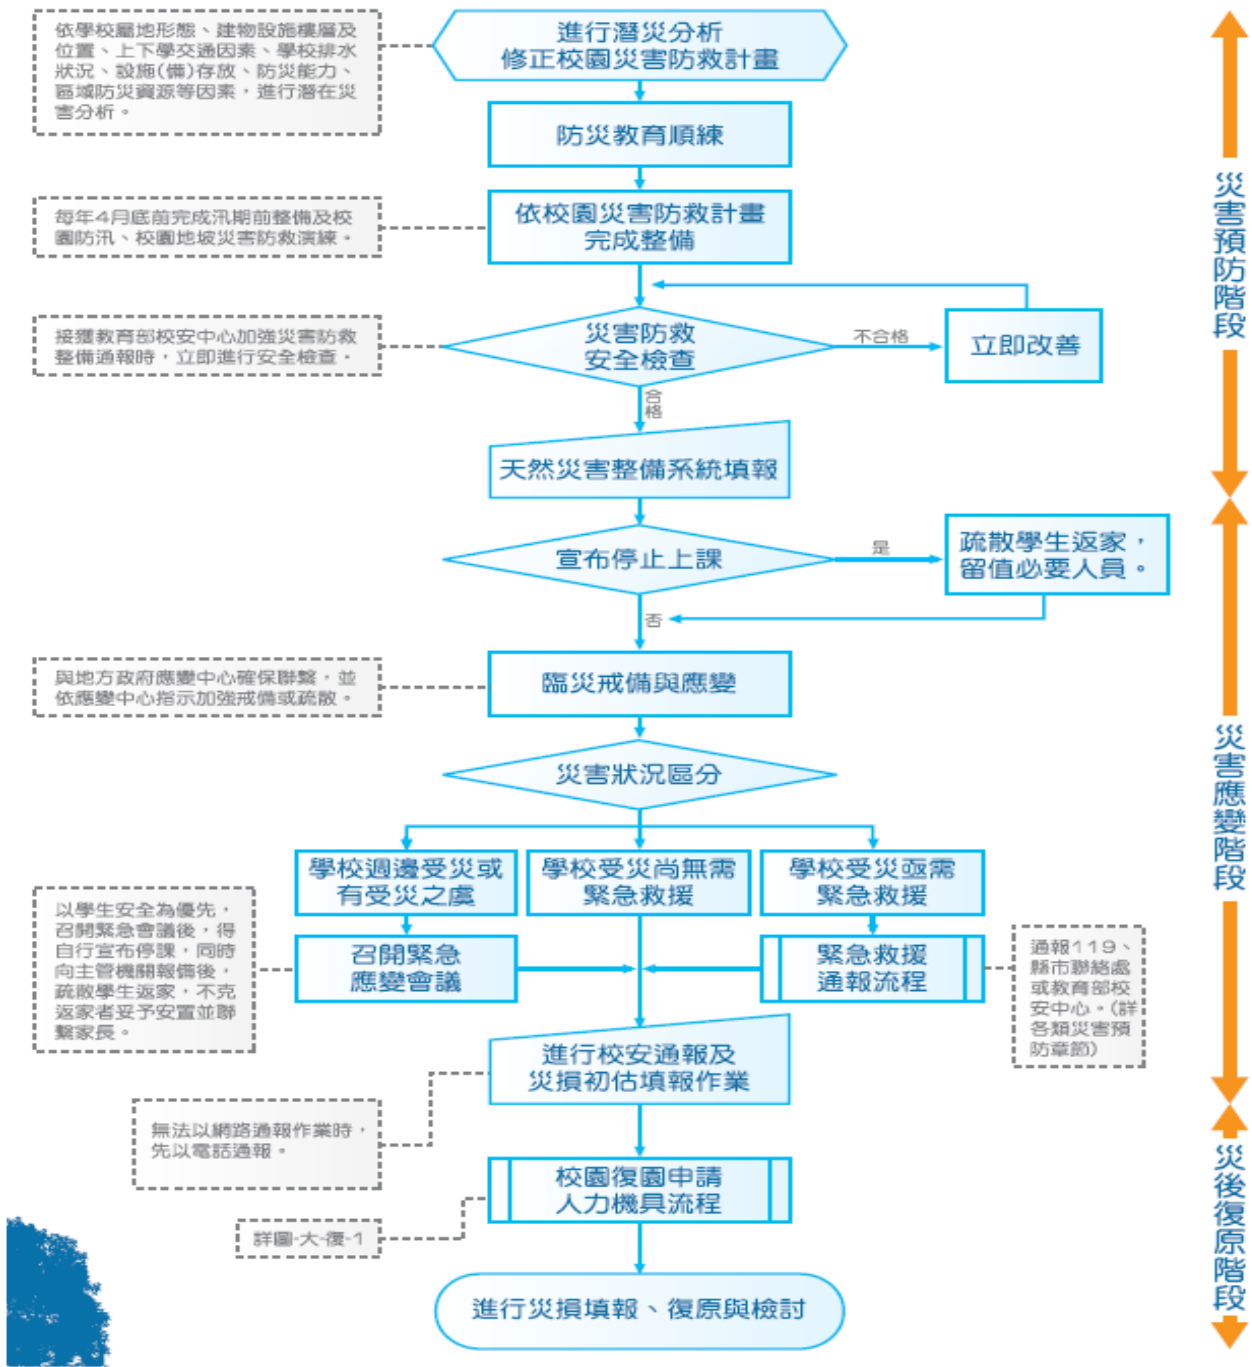 依學校屬地形態、建物設施樓層及
位置、上下學交通因素、學校排水
狀況、設施(備)存放、防災能力、
區域防災資源等因素，進行潛在災
害分析。
進行潛災分析
修正校園災害防救計畫
防災教育順練
每年4月底前完成汛期前整備及校
園防汛、校園地坡災害防救演練。
依校園災害防救計畫
完成整備
接獲教育部校安中心加強災害防救
整備通報時，立即進行安全檢查。
災害防救
安全檢查
不合格
立即改善
合格
天然災害整備系統填報
災害預防階段
宣布停止上課
是
疏散學生返家，
留值必要人員。
否
與地方政府應變中心確保聯繫，並
依應變中心指示加強戒備或疏散。
臨災戒備與應變
災害狀況區分
學校週邊受災或
有受災之虞
學校受災尚無需
緊急救援
學校受災亟需
緊急救援
以學生安全為優先，
召開緊急會議後，得
自行宣布停課，同時
向主管機關報備後，
疏散學生返家，不克
返家者妥予安置並聯
繫家長。
召開緊急
應變會議
緊急救援
通報流程
通報119、
縣市聯絡處
或教育部校
安中心。(詳
各類災害預
防章節)
災害應變階段
進行校安通報及
災損初估填報作業
無法以網路通報作業時，
先以電話通報。
校園復園申請
人力機具流程
詳圖-大-復-1
進行災損填報、復原與檢討
災後復原階段